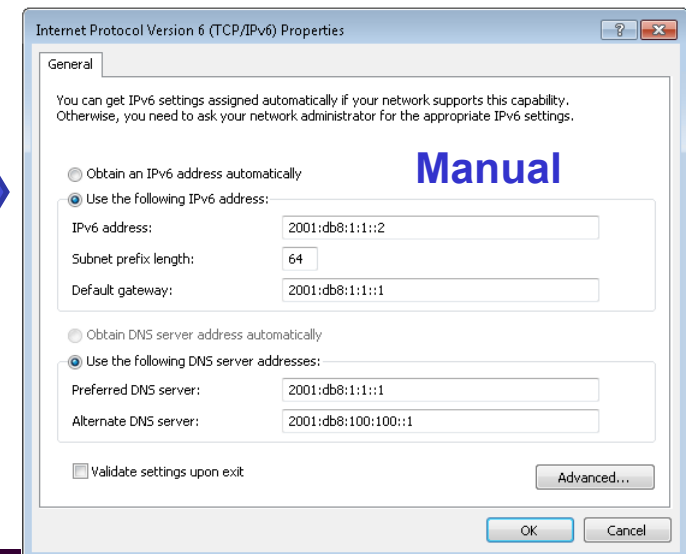 Internet Protocol Version 6 (TCP/IPv6) Properties
General
You can get IPv6 settings assigned automatically if your network supports this capability.
Otherwise, you need to ask your network administrator for the appropriate IPv6 settings.
Manual
Obtain an IPv6 address automatically
Use the following IPv6 address:
IPv6 address: 2001:db8:1:1::2
Subnet prefix length: 64
Default gateway: 2001:db8:1:1::1
Obtain DNS server address automatically
Use the following DNS server addresses:
Preferred DNS server: 2001:db8:1:1::1
Alternate DNS server: 2001:db8:100:100::1
Validate settings upon exit
Advanced...
OK Cancel